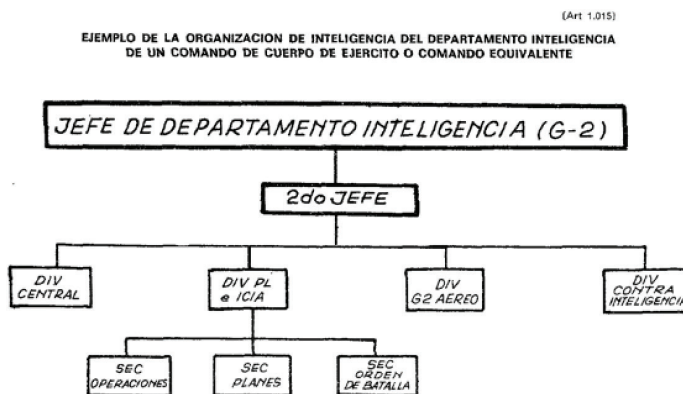 (Art 1.015)
EJEMPLO DE LA ORGANIZACION DE INTELIGENCIA DEL DEPARTAMENTO INTELIGENCIA
DE UN COMANDO DE CUERPO DE EJERCITO O COMANDO EQUIVALENTE
JEFE DE DEPARTAMENTO INTELIGENCIA (G-2)
2do JEFE
DIV
CENTRAL
DIV PL
e ICIA
DIV
G2 AEREO
DIV
CONTRA
INTELIGENCIA
SEC
OPERACIONES
SEC
PLANES
SEC
ORDEN
DE BATALLA